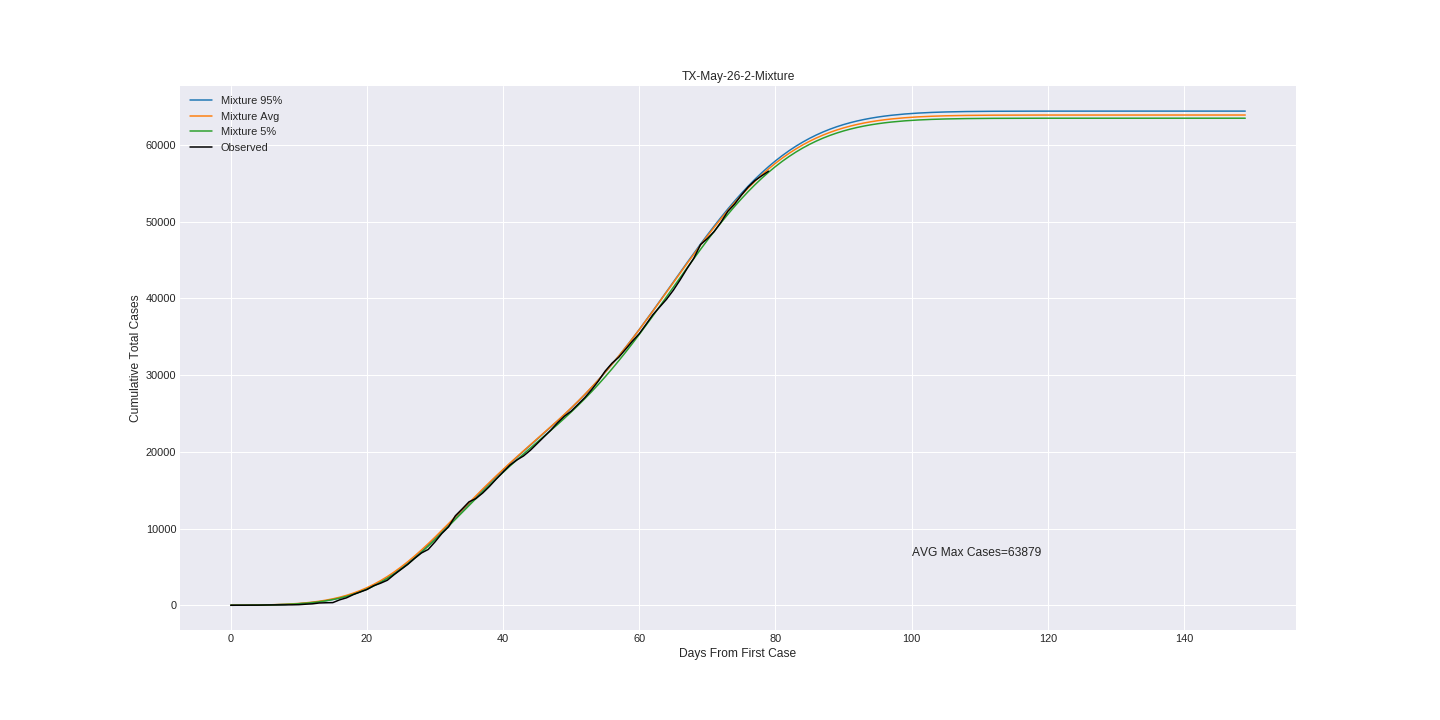 TX-May-26-2-Mixture
Mixture 95%
Mixture Avg
Mixture 5%
Observed
Cumulative Total Cases
60000
50000
40000
30000
20000
10000
0
AVG Max Cases=63879
0 20 40 60 80 100 120 140
Days From First Case